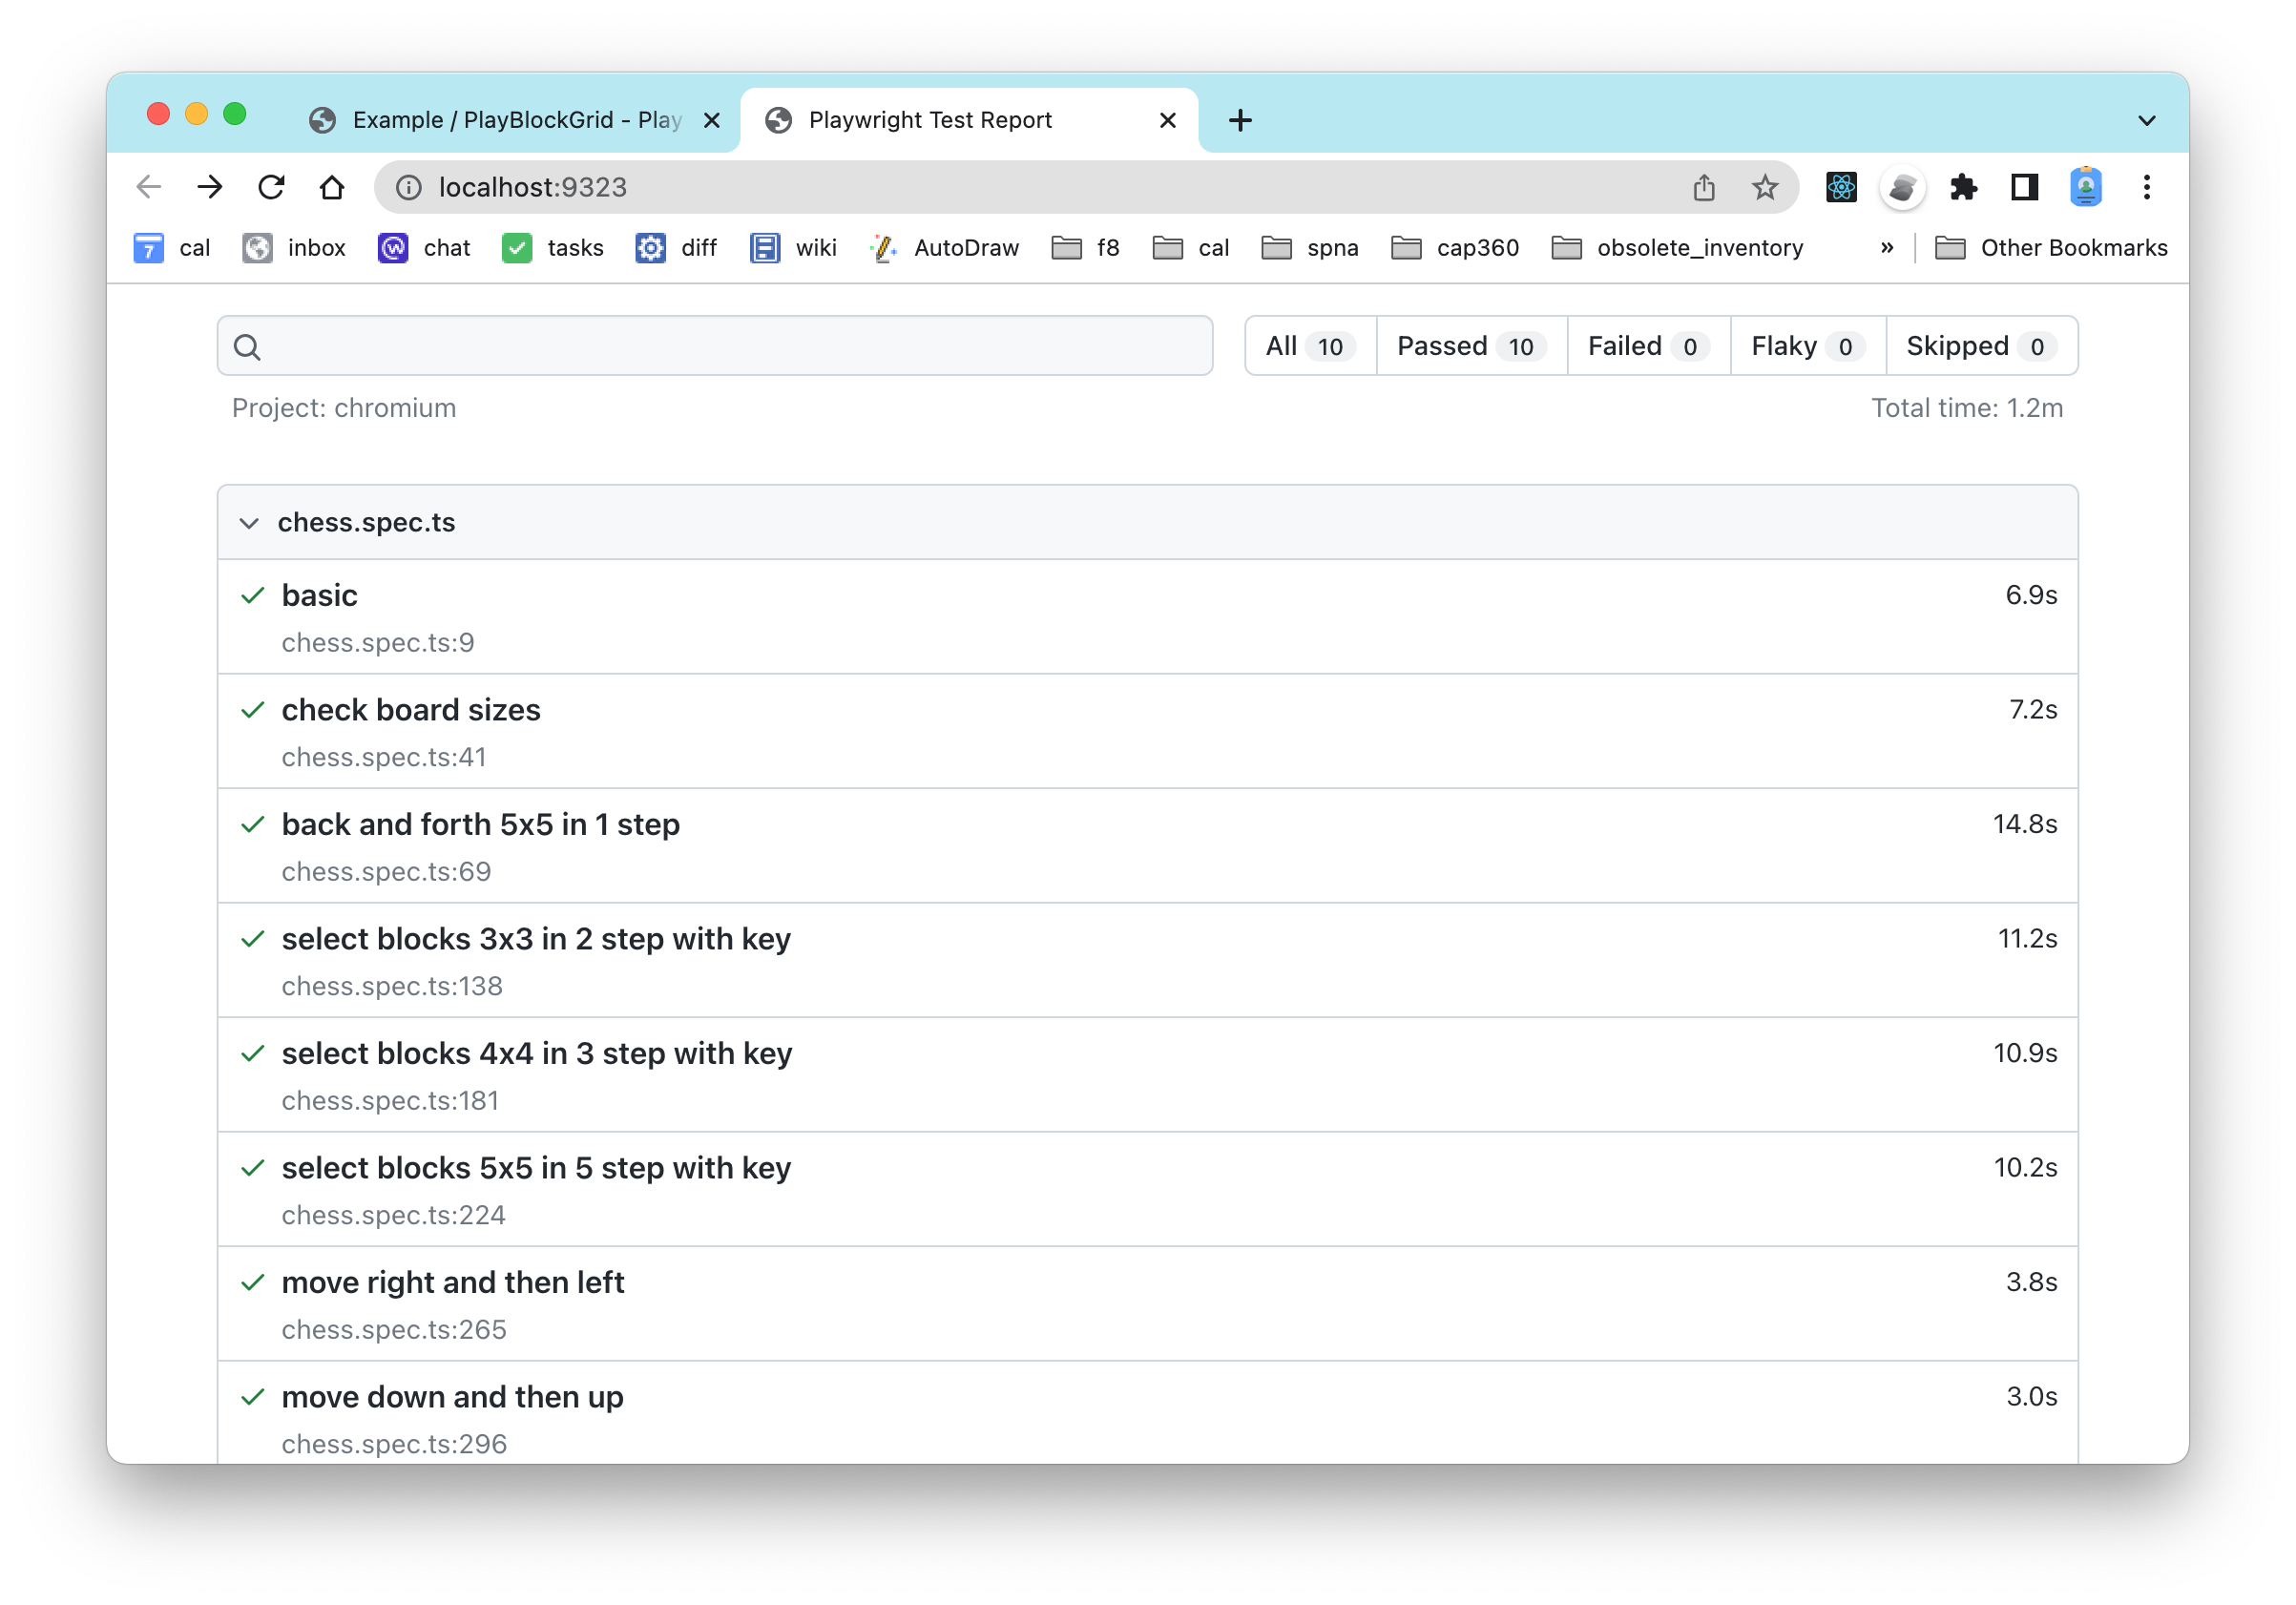 Example / PlayBlockGrid - Play
Playwright Test Report
localhost:9323
7 cal inbox chat tasks diff wiki AutoDraw f8 cal spna cap360 obsolete_inventory » Other Bookmarks
All 10 Passed 10 Failed 0 Flaky 0 Skipped 0
Project: chromium Total time: 1.2m
chess.spec.ts
basic 6.9s
chess.spec.ts:9
check board sizes 7.2s
chess.spec.ts:41
back and forth 5x5 in 1 step 14.8s
chess.spec.ts:69
select blocks 3x3 in 2 step with key 11.2s
chess.spec.ts:138
select blocks 4x4 in 3 step with key 10.9s
chess.spec.ts:181
select blocks 5x5 in 5 step with key 10.2s
chess.spec.ts:224
move right and then left 3.8s
chess.spec.ts:265
move down and then up 3.0s
chess.spec.ts:296